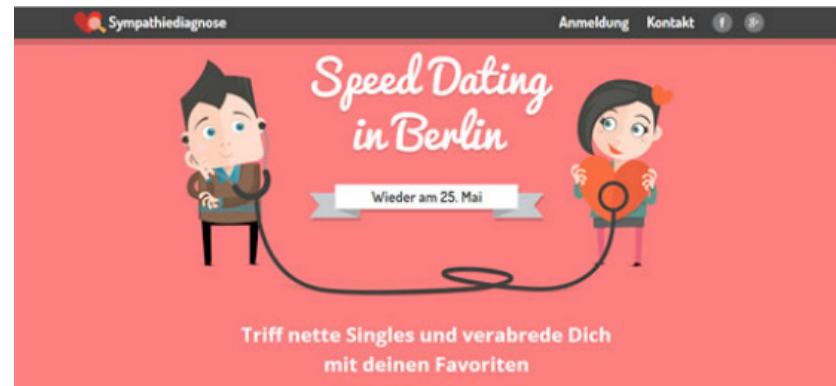 Sympathiediagnose
Anmeldung Kontakt f g+
Speed Dating
in Berlin
Wieder am 25. Mai
Triff nette Singles und verabrede Dich
mit deinen Favoriten